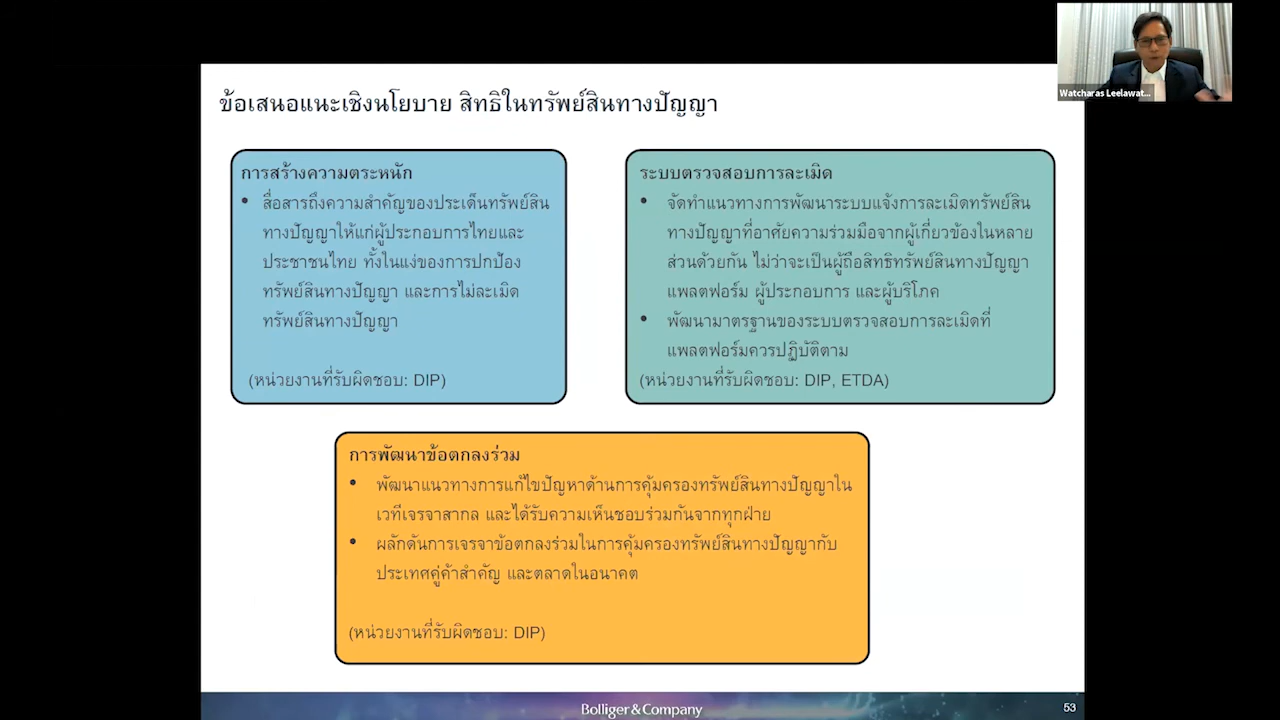 Watcharas Leelawat...
ข้อเสนอแนะเชิงนโยบาย สิทธิในทรัพย์สินทางปัญญา
การสร้างความตระหนัก
• สื่อสารถึงความสำคัญของประเด็นทรัพย์สิน
ทางปัญญาให้แก่ผู้ประกอบการไทยและ
ประชาชนไทย ทั้งในแง่ของการปกป้อง
ทรัพย์สินทางปัญญา และการไม่ละเมิด
ทรัพย์สินทางปัญญา
(หน่วยงานที่รับผิดชอบ: DIP)
ระบบตรวจสอบการละเมิด
• จัดทำแนวทางการพัฒนาระบบแจ้งการละเมิดทรัพย์สิน
ทางปัญญาที่อาศัยความร่วมมือจากผู้เกี่ยวข้องในหลาย
ส่วนด้วยกัน ไม่ว่าจะเป็นผู้ถือสิทธิทรัพย์สินทางปัญญา
แพลตฟอร์ม ผู้ประกอบการ และผู้บริโภค
• พัฒนามาตรฐานของระบบตรวจสอบการละเมิดที่
แพลตฟอร์มควรปฏิบัติตาม
(หน่วยงานที่รับผิดชอบ: DIP, ETDA)
การพัฒนาข้อตกลงร่วม
• พัฒนาแนวทางการแก้ไขปัญหาด้านการคุ้มครองทรัพย์สินทางปัญญาใน
เวทีเจรจาสากล และได้รับความเห็นชอบร่วมกันจากทุกฝ่าย
• ผลักดันการเจรจาข้อตกลงร่วมในการคุ้มครองทรัพย์สินทางปัญญากับ
ประเทศคู่ค้าสำคัญ และตลาดในอนาคต
(หน่วยงานที่รับผิดชอบ: DIP)
Bolliger & Company
53